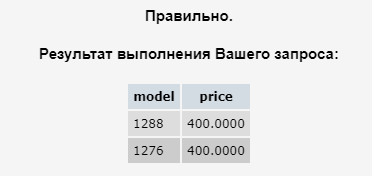 Правильно.
Результат выполнения Вашего запроса:
model price
1288 400.0000
1276 400.0000